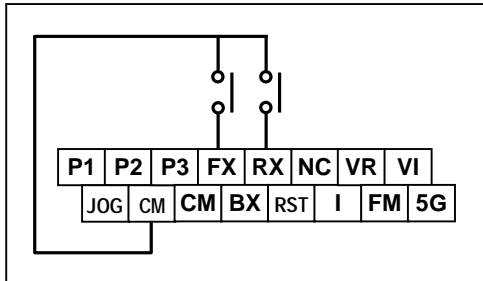 P1 P2 P3 FX RX NC VR VI
JOG CM CM BX RST I FM 5G